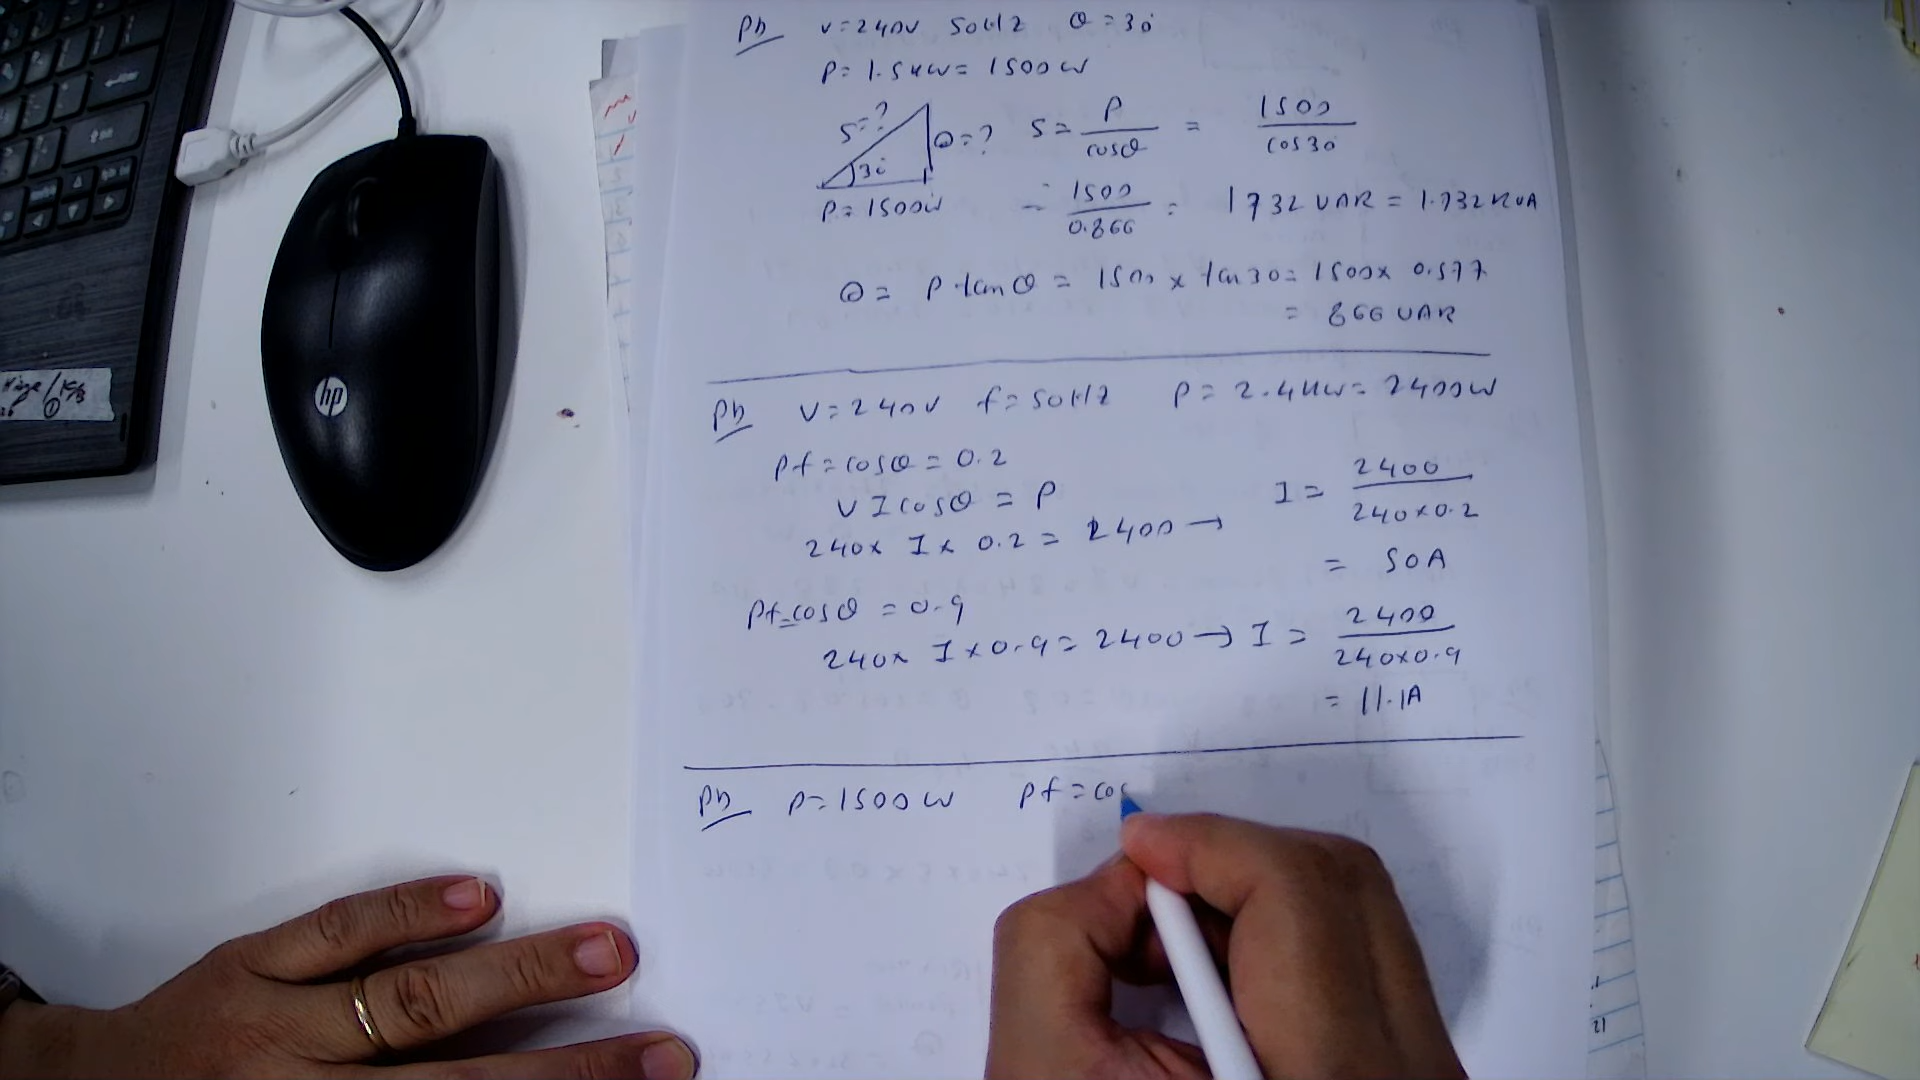 Pb V=240V 50HZ θ=30°
P= 1.5KW= 1500W
S=? Q=? S= P/cosθ = 1500/cos30°
30°
P=1500W = 1500/0.866 = 1732 VAR = 1.732KVA
Q = P tanθ = 1500 x tan30= 1500x 0.577
= 866 VAR
Pb V=240V f=50HZ P= 2.4KW= 2400W
Pf=cosθ=0.2
VIcosθ = P I= 2400/240x0.2
240x I x 0.2 = 2400 →
= 50A
Pf=cosθ =0.9
240x I x0.9=2400→ I= 2400/240x0.9
= 11.1A
Pb P=1500W Pf=cos
hp
21